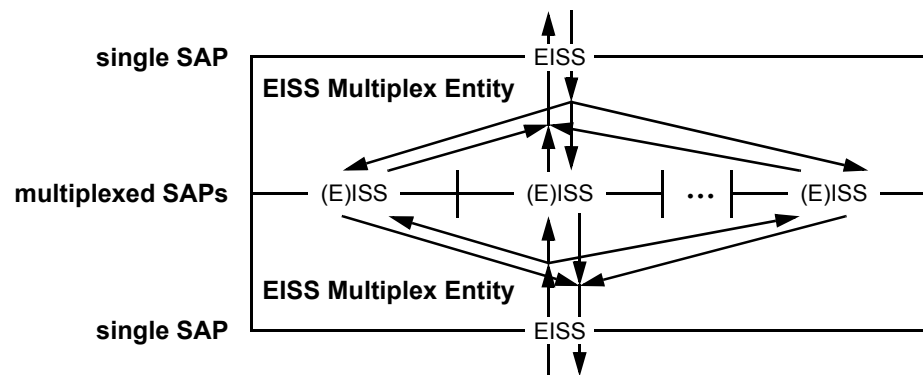 single SAP EISS
EISS Multiplex Entity
multiplexed SAPs (E)ISS (E)ISS ... (E)ISS
EISS Multiplex Entity
single SAP EISS